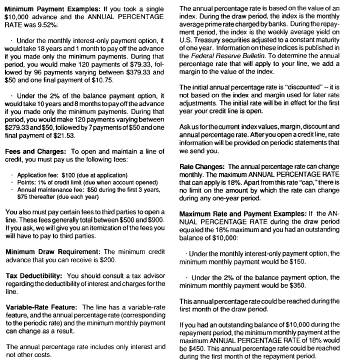 Minimum Payment Examples: If you took a single
$10,000 advance and the ANNUAL PERCENTAGE
RATE was 9.52%:
· Under the monthly interest-only payment option, it
would take 18 years and 1 month to pay off the advance
if you made only the minimum payments. During that
period, you would make 120 payments of $79.33, fol-
lowed by 96 payments varying between $379.33 and
$50 and one final payment of $10.75.
· Under the 2% of the balance payment option, it
would take 10 years and 8 months to pay off the advance
if you made only the minimum payments. During that
period, you would make 120 payments varying between
$279.33 and $50, followed by 7 payments of $50 and one
final payment of $21.53.
Fees and Charges: To open and maintain a line of
credit, you must pay us the following fees:
· Application fee: $100 (due at application)
· Points: 1% of credit limit (due when account opened)
· Annual maintenance fee: $50 during the first 3 years,
$75 thereafter (due each year)
You also must pay certain fees to third parties to open a
line. These fees generally total between $500 and $900.
If you ask, we will give you an itemization of the fees you
will have to pay to third parties.
Minimum Draw Requirement: The minimum credit
advance that you can receive is $200.
Tax Deductibility: You should consult a tax advisor
regarding the deductibility of interest and charges for the
line.
Variable-Rate Feature: The line has a variable-rate
feature, and the annual percentage rate (corresponding
to the periodic rate) and the minimum monthly payment
can change as a result.
The annual percentage rate includes only interest and
not other costs.
The annual percentage rate is based on the value of an
index. During the draw period, the index is the monthly
average prime rate charged by banks. During the repay-
ment period, the index is the weekly average yield on
U.S. Treasury securities adjusted to a constant maturity
of one year. Information on these indices is published in
the Federal Reserve Bulletin. To determine the annual
percentage rate that will apply to your line, we add a
margin to the value of the index.
The initial annual percentage rate is "discounted" -- it is
not based on the index and margin used for later rate
adjustments. The initial rate will be in effect for the first
year your credit line is open.
Ask us for the current index values, margin, discount and
annual percentage rate. After you open a credit line, rate
information will be provided on periodic statements that
we send you.
Rate Changes: The annual percentage rate can change
monthly. The maximum ANNUAL PERCENTAGE RATE
that can apply is 18%. Apart from this rate "cap," there is
no limit on the amount by which the rate can change
during any one-year period.
Maximum Rate and Payment Examples: If the AN-
NUAL PERCENTAGE RATE during the draw period
equaled the 18% maximum and you had an outstanding
balance of $10,000:
· Under the monthly interest-only payment option, the
minimum monthly payment would be $150.
· Under the 2% of the balance payment option, the
minimum monthly payment would be $350.
This annual percentage rate could be reached during the
first month of the draw period.
If you had an outstanding balance of $10,000 during the
repayment period, the minimum monthly payment at the
maximum ANNUAL PERCENTAGE RATE of 18% would
be $450. This annual percentage rate could be reached
during the first month of the repayment period.